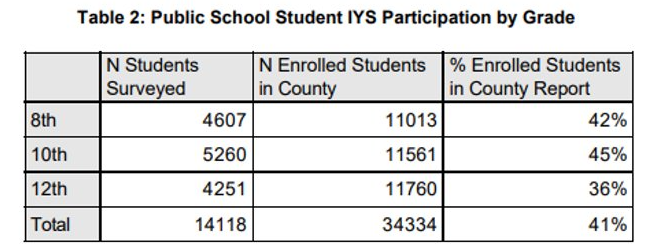 Table 2: Public School Student IYS Participation by Grade
N Students Surveyed N Enrolled Students in County % Enrolled Students in County Report
8th 4607 11013 42%
10th 5260 11561 45%
12th 4251 11760 36%
Total 14118 34334 41%